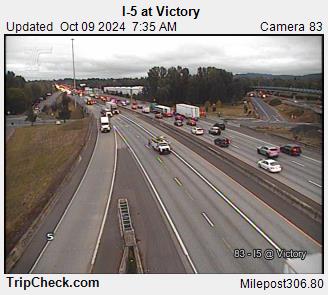 I-5 at Victory
Updated Oct 09 2024 7:35 AM Camera 83
S
83 - I5 @ Victory
TripCheck.com Milepost306.80